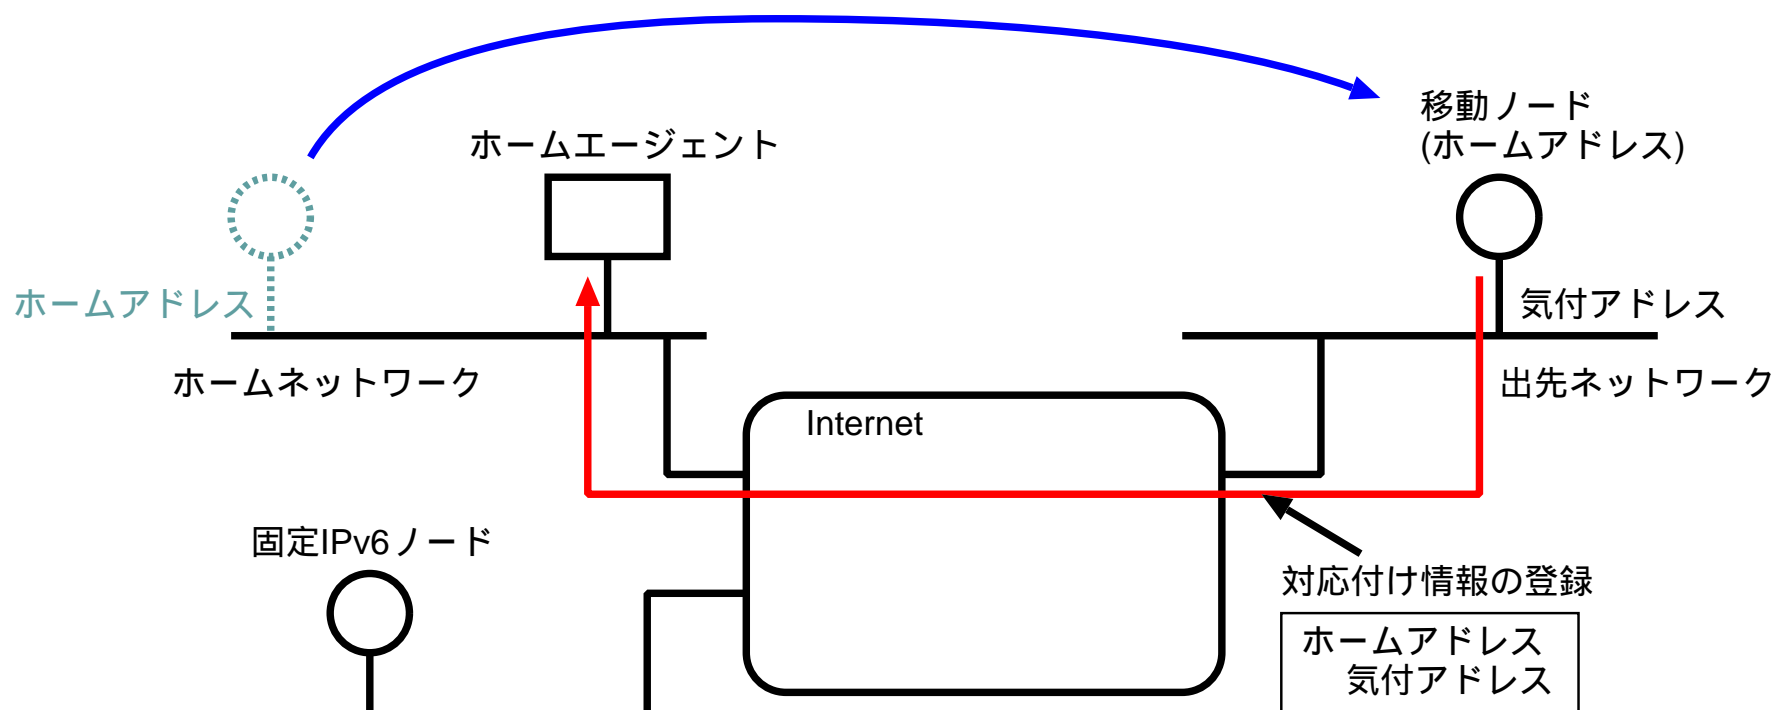 移動ノード
(ホームアドレス)
ホームエージェント
ホームアドレス
気付アドレス
ホームネットワーク
出先ネットワーク
Internet
固定IPv6ノード
対応付け情報の登録
ホームアドレス
気付アドレス